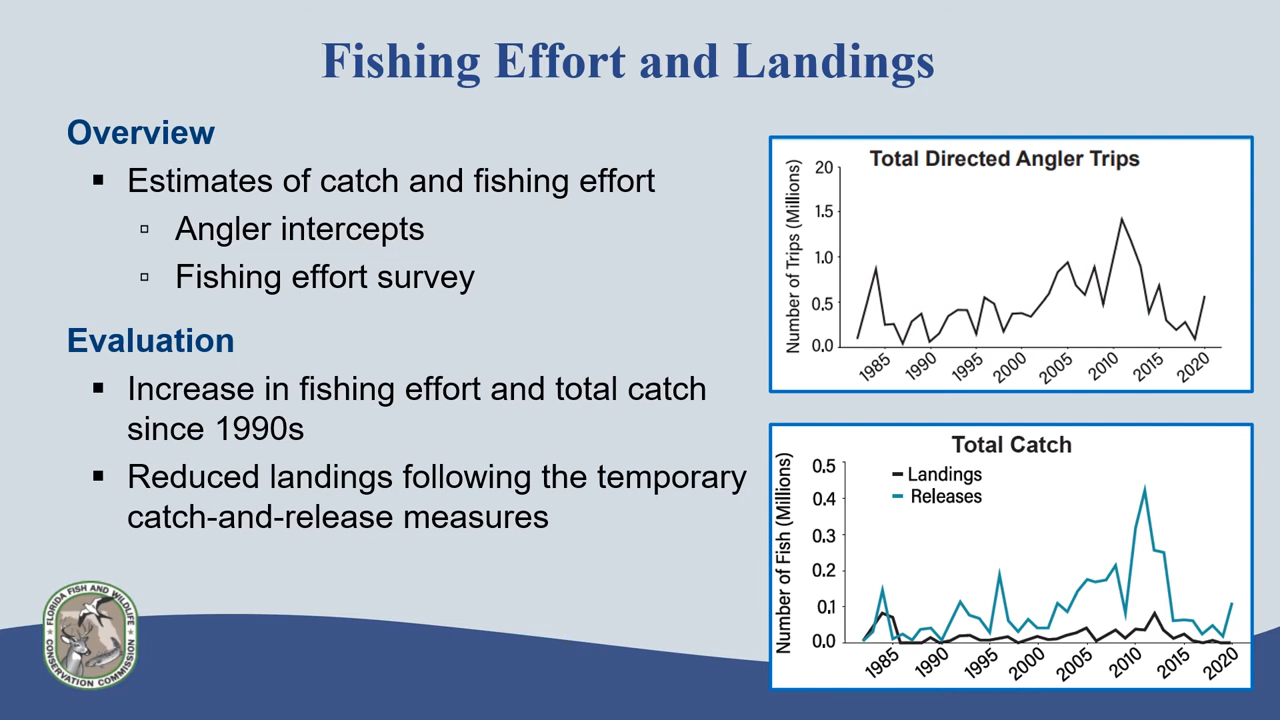 Fishing Effort and Landings
Overview
▪ Estimates of catch and fishing effort
▫ Angler intercepts
▫ Fishing effort survey
Evaluation
▪ Increase in fishing effort and total catch
since 1990s
▪ Reduced landings following the temporary
catch-and-release measures
Total Directed Angler Trips
Number of Trips (Millions)
20
1.5
1.0
0.5
0.0
1985 1990 1995 2000 2005 2010 2015 2020
Total Catch
Number of Fish (Millions)
Landings
Releases
0.5
0.4
0.3
0.2
0.1
0.0
1985 1990 1995 2000 2005 2010 2015 2020
FLORIDA FISH AND WILDLIFE
CONSERVATION COMMISSION